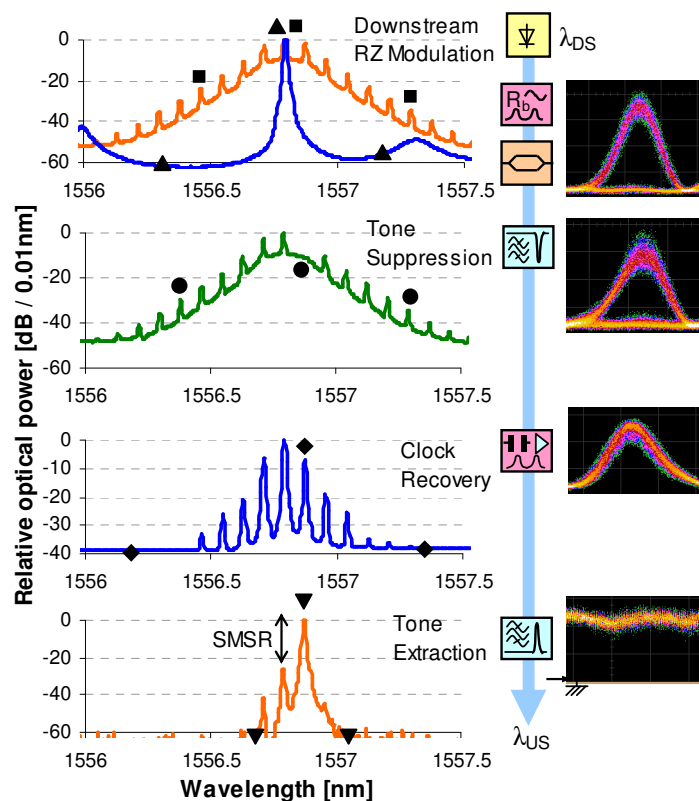 Relative optical power [dB / 0.01nm]
Downstream
RZ Modulation
0
-20
-40
-60
1556
1556.5
1557
1557.5
Tone
Suppression
0
-20
-40
-60
1556
1556.5
1557
1557.5
Clock
Recovery
0
-10
-20
-30
-40
1556
1556.5
1557
1557.5
SMSR
Tone
Extraction
0
-20
-40
-60
1556
1556.5
1557
1557.5
Wavelength [nm]
λDS
Rb
λUS